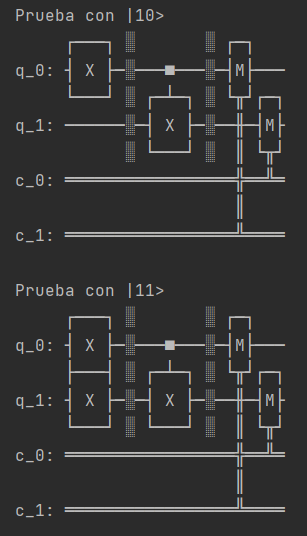 Prueba con |10>
q_0: X M
q_1: X M
c_0:
c_1:
Prueba con |11>
q_0: X M
q_1: X X M
c_0:
c_1: